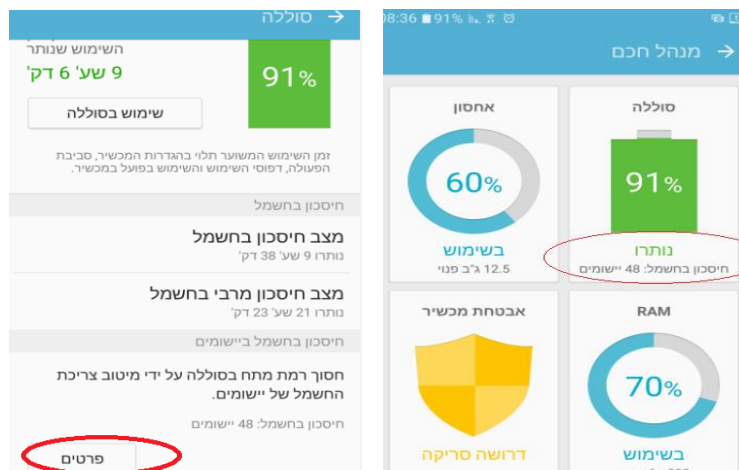 סוללה
השימוש שנותר
9 שע' 6 דק'
91%
שימוש בסוללה
זמן השימוש המשוער תלוי בהגדרות המכשיר, סביבת
הפעולה, דפוסי השימוש והשימוש בפועל במכשיר.
חיסכון בחשמל
מצב חיסכון בחשמל
נותרו 9 שע' 38 דק'
מצב חיסכון מרבי בחשמל
נותרו 21 שע' 23 דק'
חיסכון בחשמל ביישומים
חסוך רמת מתח בסוללה על ידי מיטוב צריכת
החשמל של יישומים.
חיסכון בחשמל: 48 יישומים
פרטים
08:36 91%
מנהל חכם
סוללה
91%
נותרו
חיסכון בחשמל: 48 יישומים
אחסון
60%
בשימוש
12.5 ג"ב פנוי
RAM
70%
בשימוש
אבטחת מכשיר
דרושה סריקה